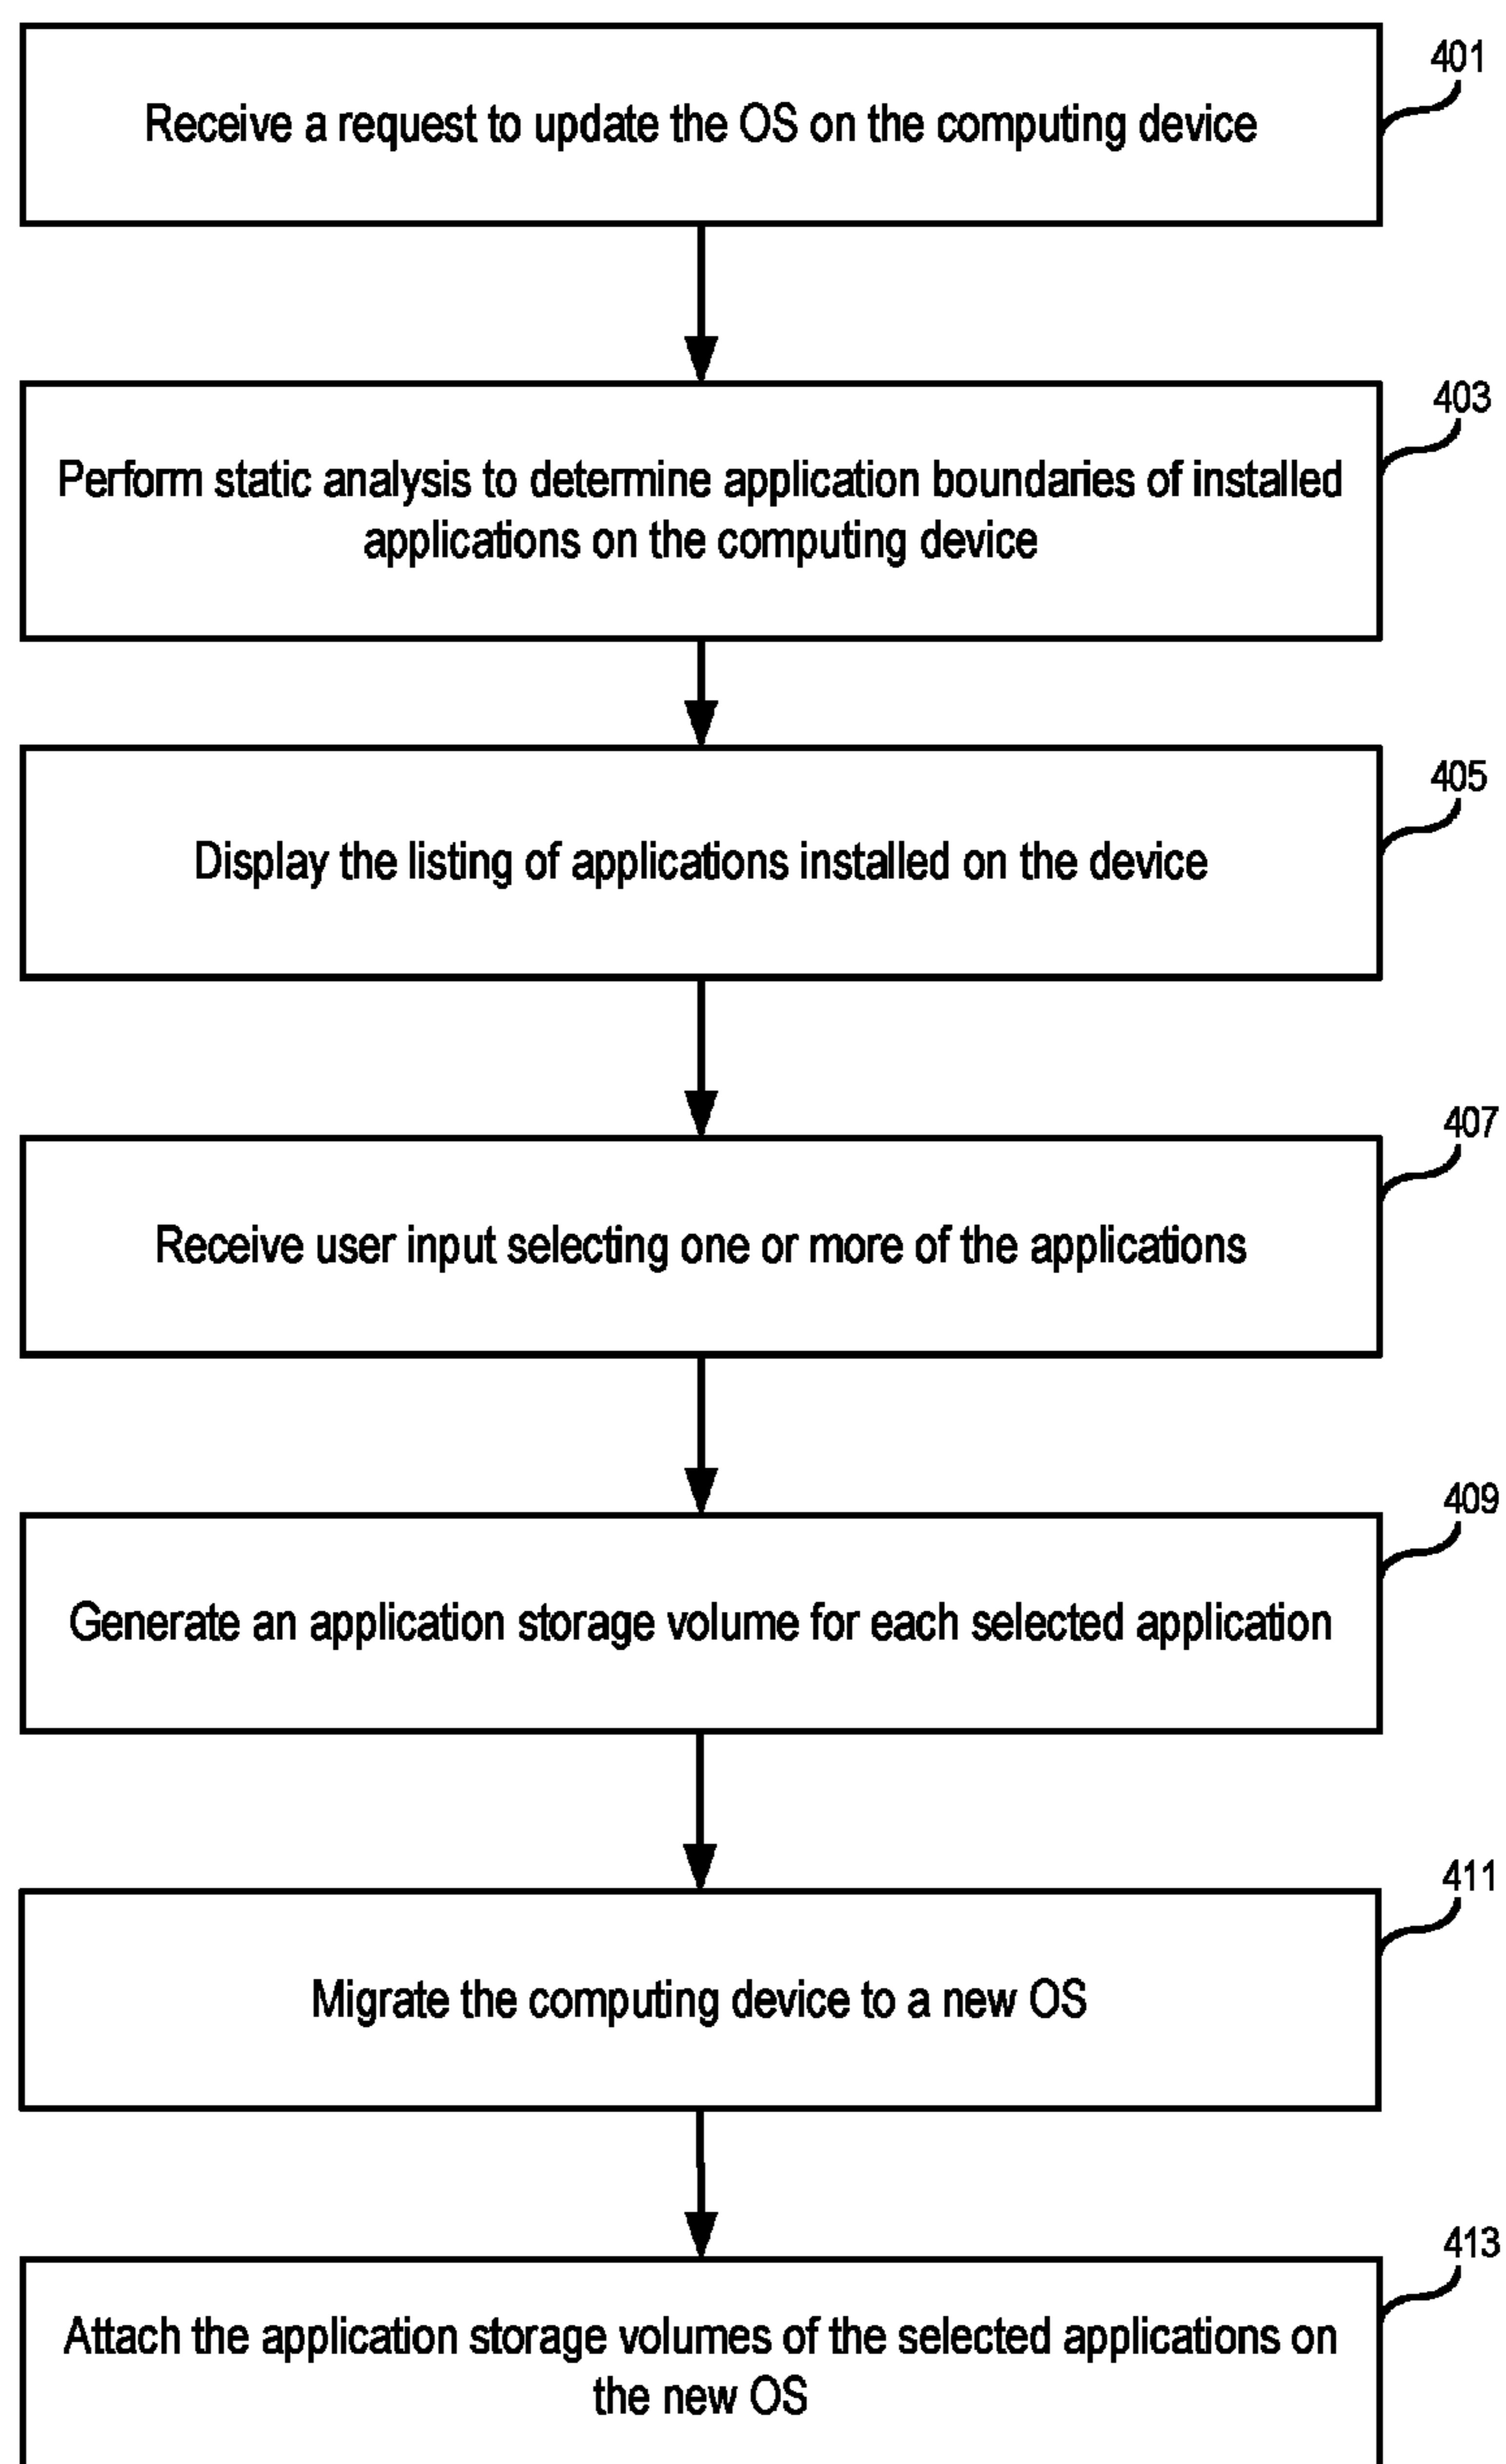 401
Receive a request to update the OS on the computing device
403
Perform static analysis to determine application boundaries of installed
applications on the computing device
405
Display the listing of applications installed on the device
407
Receive user input selecting one or more of the applications
409
Generate an application storage volume for each selected application
411
Migrate the computing device to a new OS
413
Attach the application storage volumes of the selected applications on
the new OS